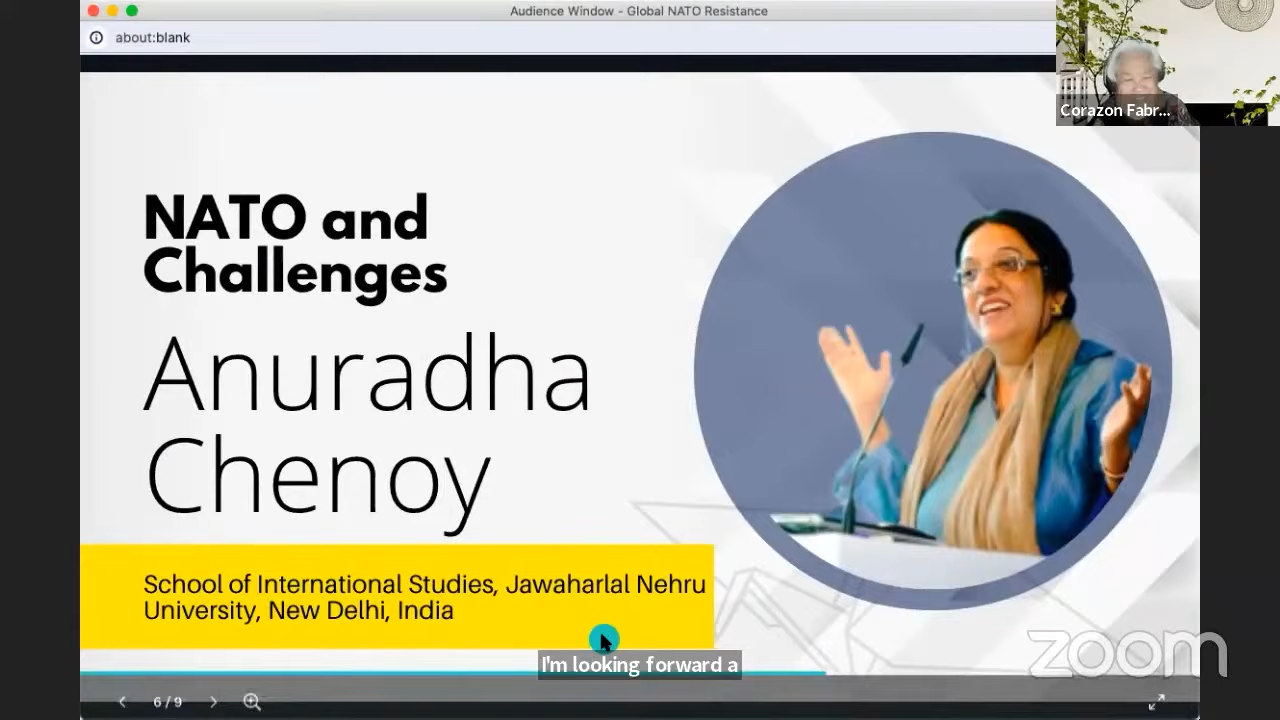 Audience Window - Global NATO Resistance
about:blank
Corazon Fabr...
NATO and
Challenges
Anuradha
Chenoy
School of International Studies, Jawaharlal Nehru
University, New Delhi, India
I'm looking forward a
zoom
6 / 9